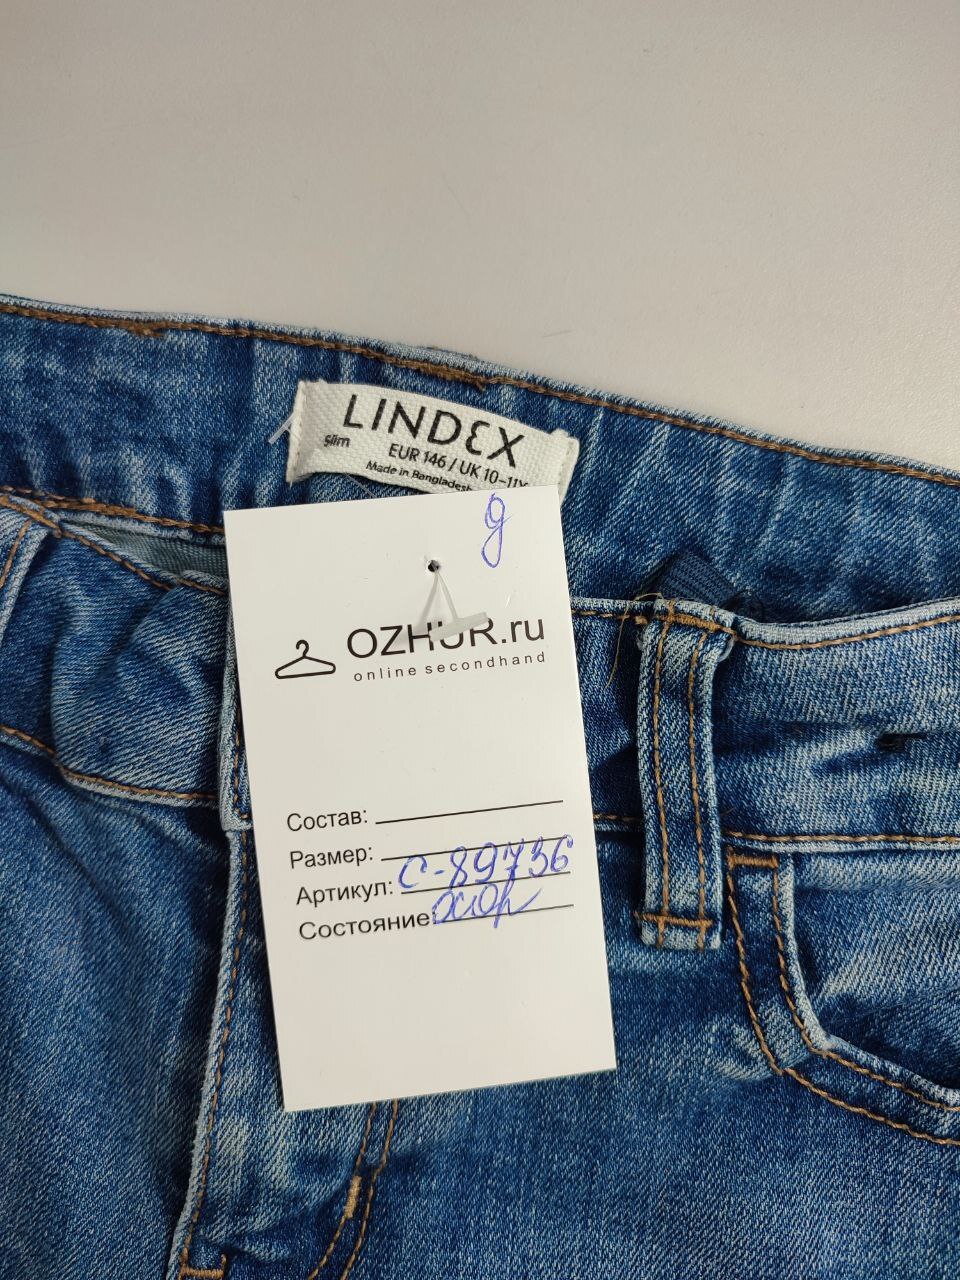 LINDEX
Slim
EUR 146 / UK 10-11Y
Made in Bangladesh
g
OZHUR.ru
online secondhand
Состав:
Размер:
Артикул: С-89736
Состояние: хор